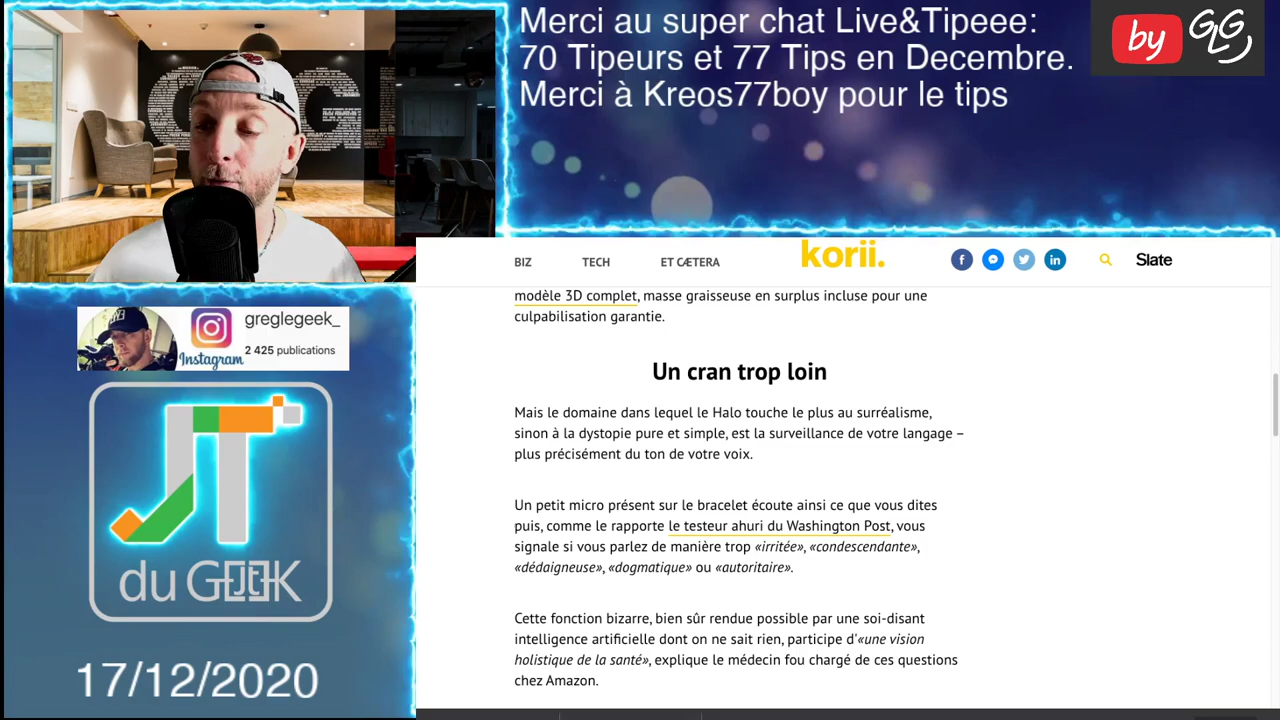 Merci au super chat Live&Tipeee:
70 Tipeurs et 77 Tips en Decembre.
Merci à Kreos77boy pour le tips
by GLG
BIZ
TECH
ET CÆTERA
korii.
Slate
modèle 3D complet, masse graisseuse en surplus incluse pour une
culpabilisation garantie.
Un cran trop loin
Mais le domaine dans lequel le Halo touche le plus au surréalisme,
sinon à la dystopie pure et simple, est la surveillance de votre langage –
plus précisément du ton de votre voix.
Un petit micro présent sur le bracelet écoute ainsi ce que vous dites
puis, comme le rapporte le testeur ahuri du Washington Post, vous
signale si vous parlez de manière trop «irritée», «condescendante»,
«dédaigneuse», «dogmatique» ou «autoritaire».
Cette fonction bizarre, bien sûr rendue possible par une soi-disant
intelligence artificielle dont on ne sait rien, participe d'«une vision
holistique de la santé», explique le médecin fou chargé de ces questions
chez Amazon.
greglegeek_
Instagram
2 425 publications
JT
du GEEK
17/12/2020